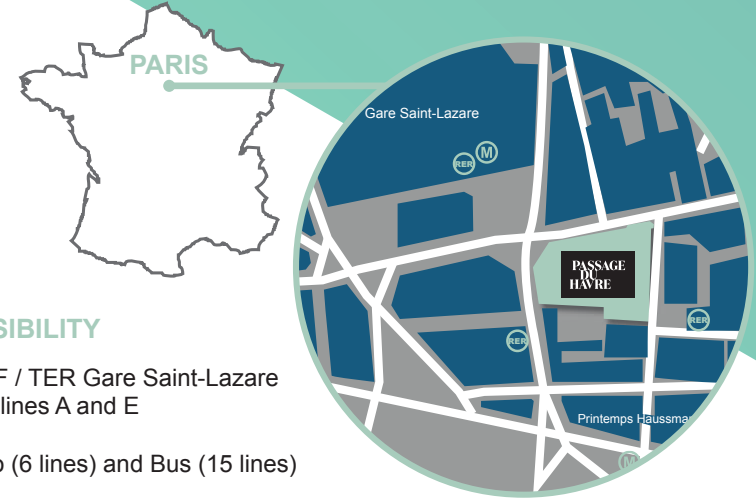 PARIS
Gare Saint-Lazare
RER
M
PASSAGE
DU
HAVRE
RER
RER
Printemps
M
SIBILITY
F / TER Gare Saint-Lazare
lines A and E
(6 lines) and Bus (15 lines)